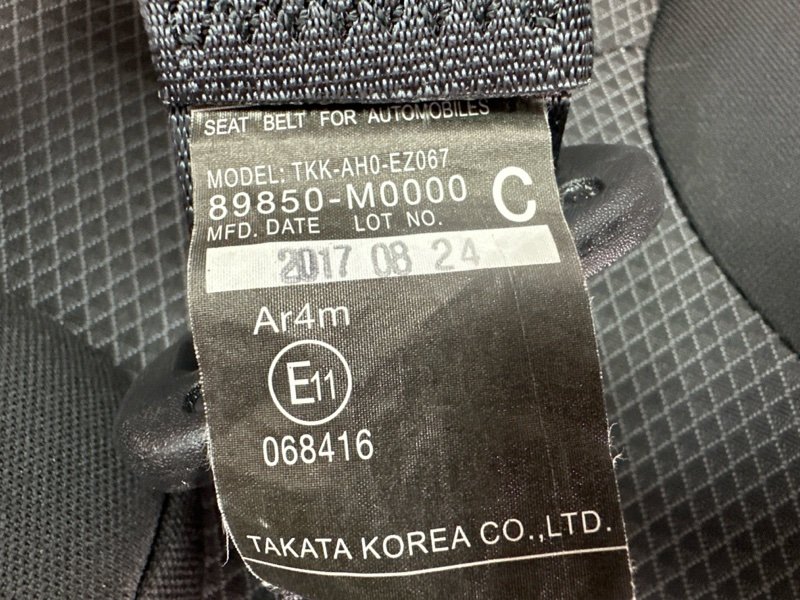 SEAT BELT FOR AUTOMOBILES
MODEL: TKK-AH0-EZ067
89850-M0000 C
MFD. DATE LOT NO.
2017 08 24
Ar4m
E11
068416
TAKATA KOREA CO.,LTD.